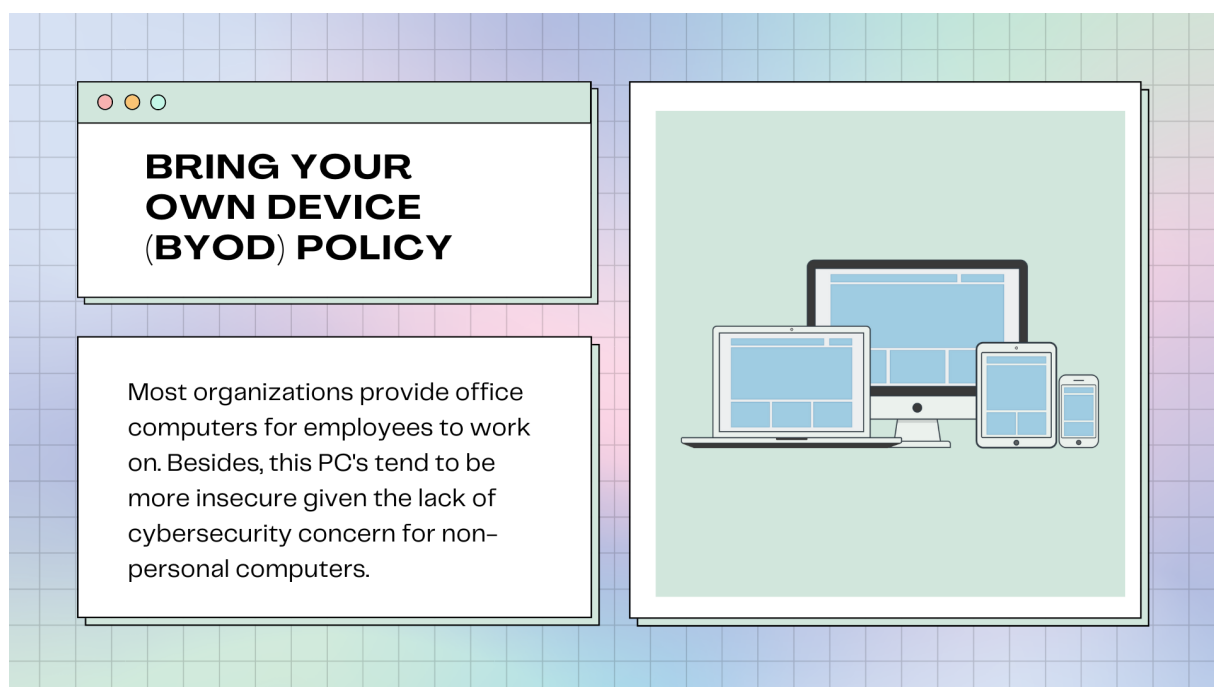 BRING YOUR
OWN DEVICE
(BYOD) POLICY
Most organizations provide office
computers for employees to work
on. Besides, this PC's tend to be
more insecure given the lack of
cybersecurity concern for non-
personal computers.